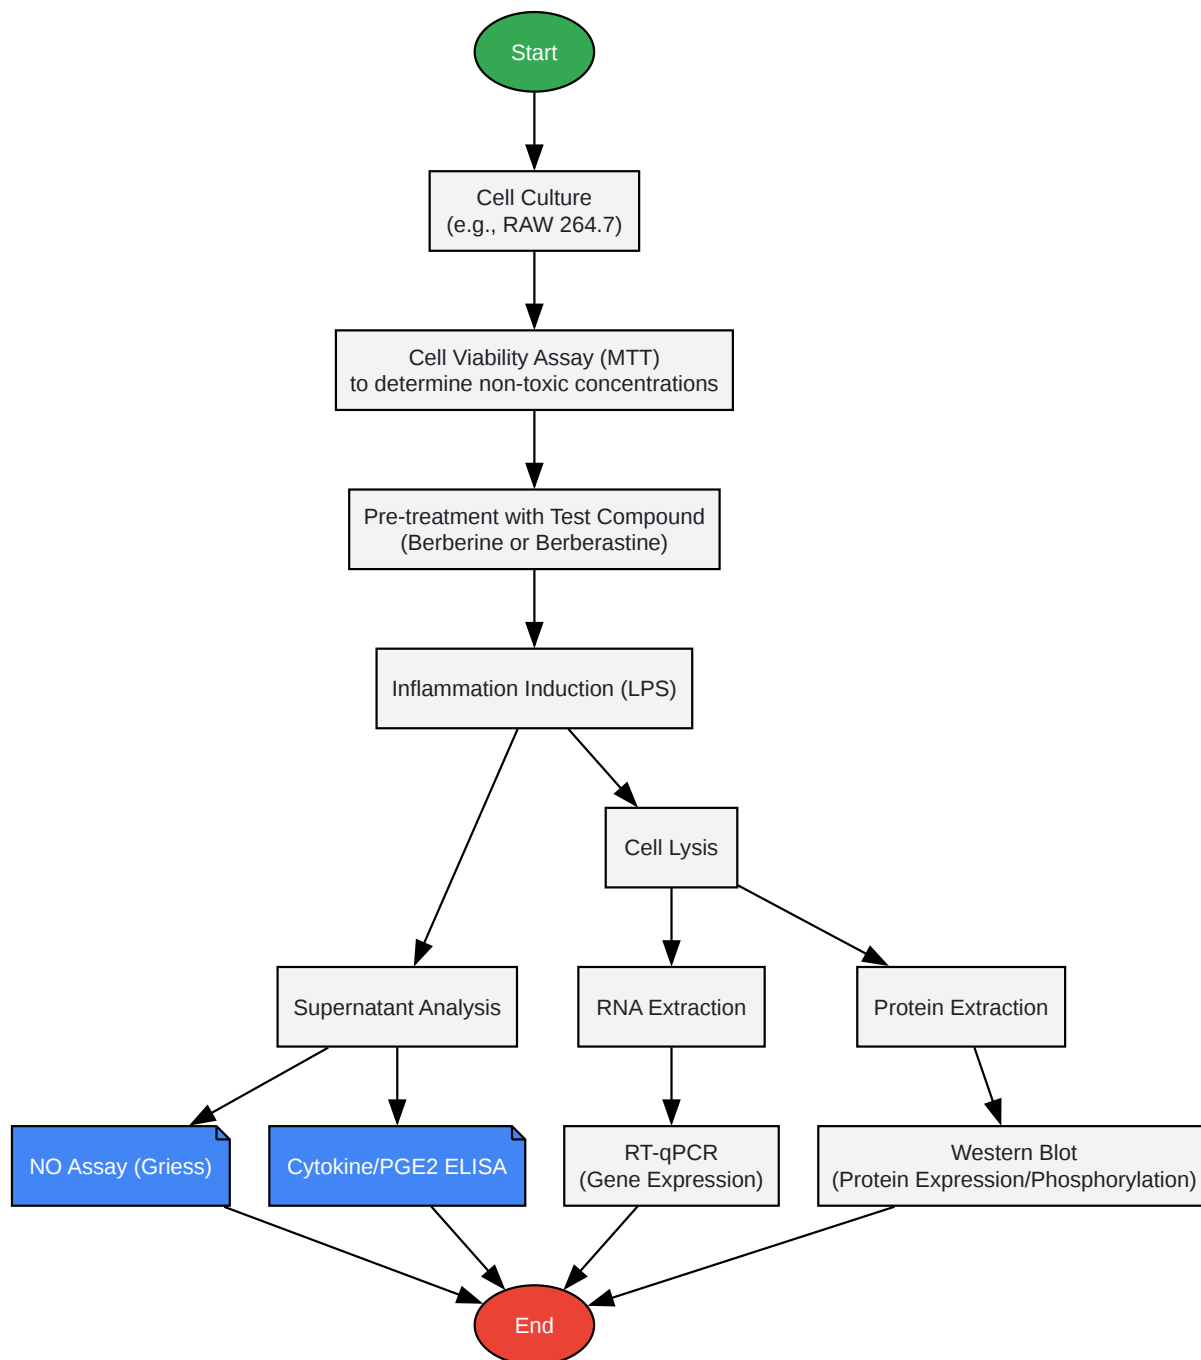 Start
Cell Culture
(e.g., RAW 264.7)
Cell Viability Assay (MTT)
to determine non-toxic concentrations
Pre-treatment with Test Compound
(Berberine or Berberastine)
Inflammation Induction (LPS)
Cell Lysis
Supernatant Analysis
RNA Extraction
Protein Extraction
NO Assay (Griess)
Cytokine/PGE2 ELISA
RT-qPCR
(Gene Expression)
Western Blot
(Protein Expression/Phosphorylation)
End